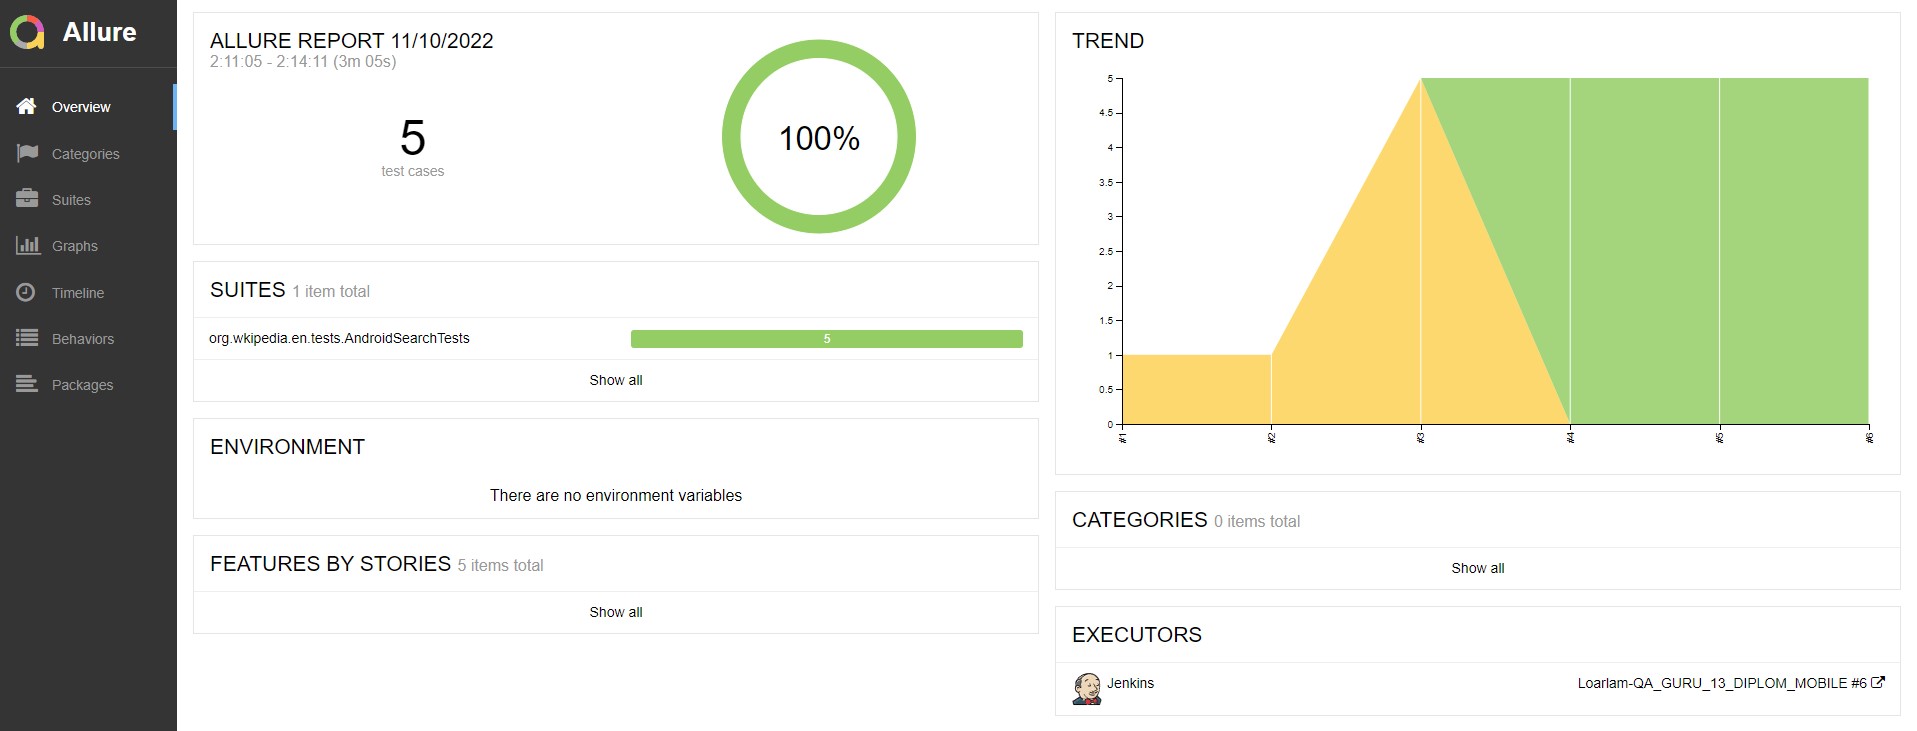 Allure
Overview
Categories
Suites
Graphs
Timeline
Behaviors
Packages
ALLURE REPORT 11/10/2022
2:11:05 - 2:14:11 (3m 05s)
5
test cases
100%
SUITES 1 item total
org.wkipedia.en.tests.AndroidSearchTests 5
Show all
ENVIRONMENT
There are no environment variables
FEATURES BY STORIES 5 items total
Show all
TREND
5
4.5
4
3.5
3
2.5
2
1.5
1
0.5
0
#1 #2 #3 #4 #5 #6
CATEGORIES 0 items total
Show all
EXECUTORS
Jenkins Loarlam-QA_GURU_13_DIPLOM_MOBILE #6